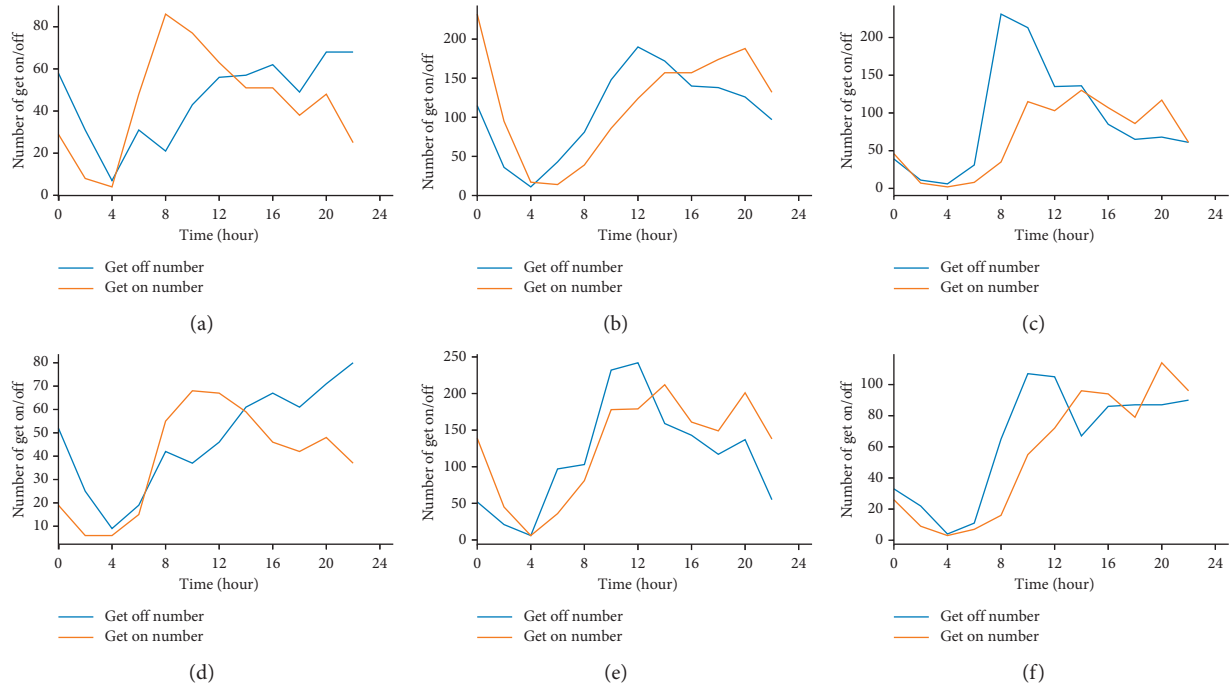 Number of get on/off
80
60
40
20
0
0 4 8 12 16 20 24
Time (hour)
Get off number
Get on number
(a)
Number of get on/off
200
150
100
50
0
0 4 8 12 16 20 24
Time (hour)
Get off number
Get on number
(b)
Number of get on/off
200
150
100
50
0
0 4 8 12 16 20 24
Time (hour)
Get off number
Get on number
(c)
Number of get on/off
80
70
60
50
40
30
20
10
0 4 8 12 16 20 24
Time (hour)
Get off number
Get on number
(d)
Number of get on/off
250
200
150
100
50
0
0 4 8 12 16 20 24
Time (hour)
Get off number
Get on number
(e)
Number of get on/off
100
80
60
40
20
0
0 4 8 12 16 20 24
Time (hour)
Get off number
Get on number
(f)